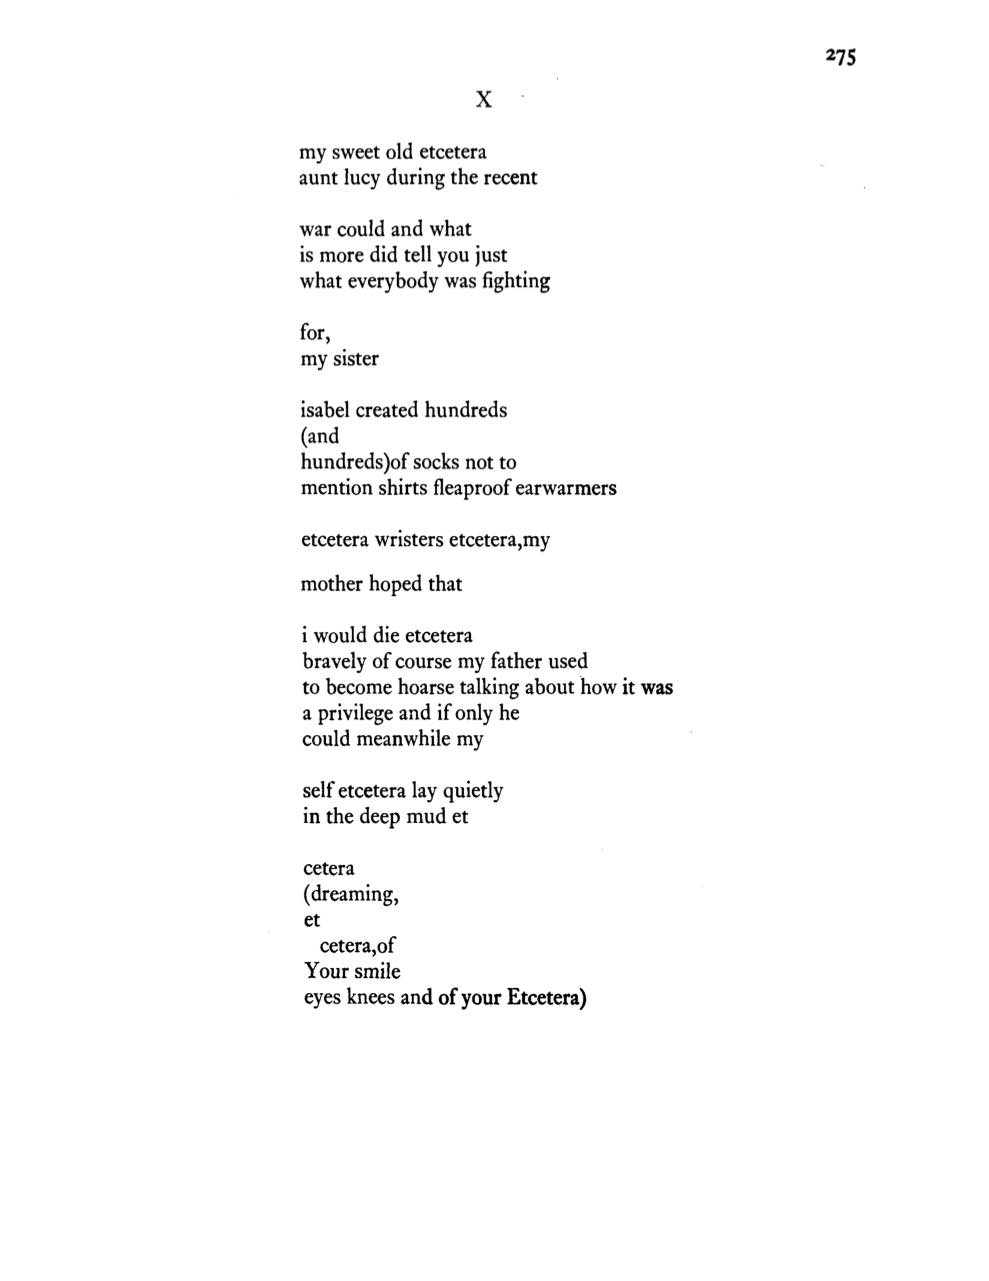 275
X
my sweet old etcetera
aunt lucy during the recent

war could and what
is more did tell you just
what everybody was fighting

for,
my sister

isabel created hundreds
(and
hundreds)of socks not to
mention shirts fleaproof earwarmers

etcetera wristers etcetera,my

mother hoped that

i would die etcetera
bravely of course my father used
to become hoarse talking about how it was
a privilege and if only he
could meanwhile my

self etcetera lay quietly
in the deep mud et

cetera
(dreaming,
et
  cetera,of
Your smile
eyes knees and of your Etcetera)